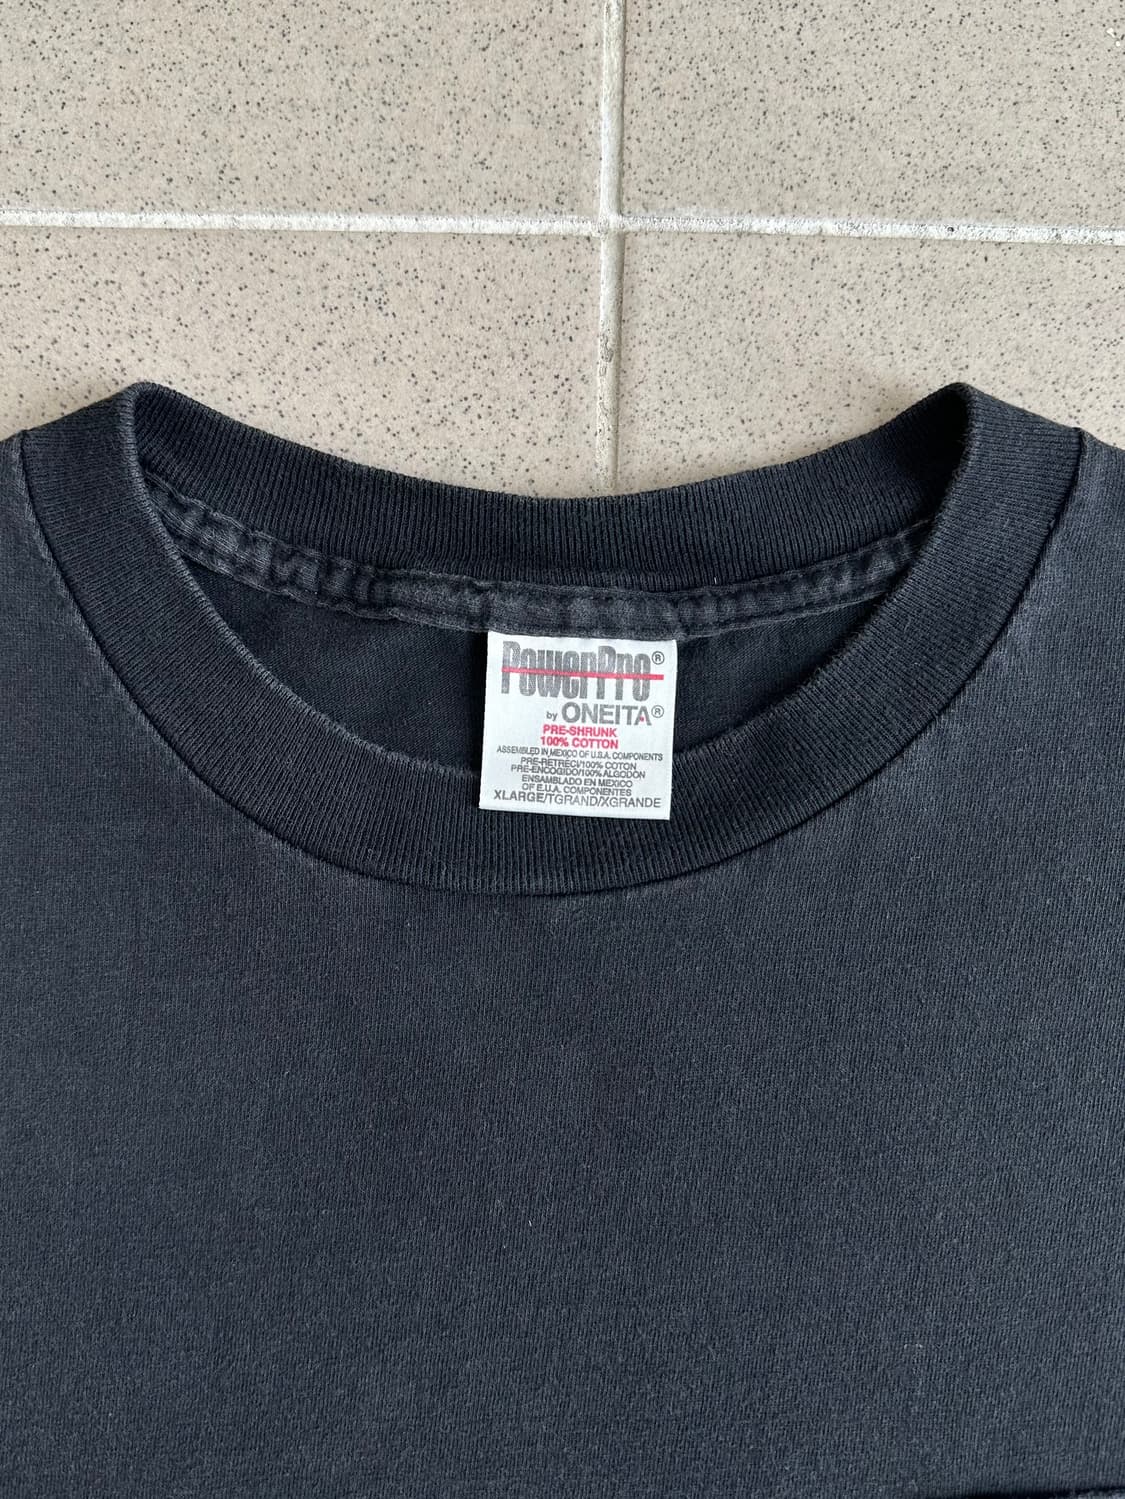 PowerPro®
by ONEITA®
PRE-SHRUNK
100% COTTON
ASSEMBLED IN MEXICO OF U.S.A. COMPONENTS
PRE-RETRECI/100% COTON
PRE-ENCOGIDO/100% ALGODON
ENSAMBLADO EN MEXICO
OF E.U.A. COMPONENTES
XLARGE/TGRAND/XGRANDE